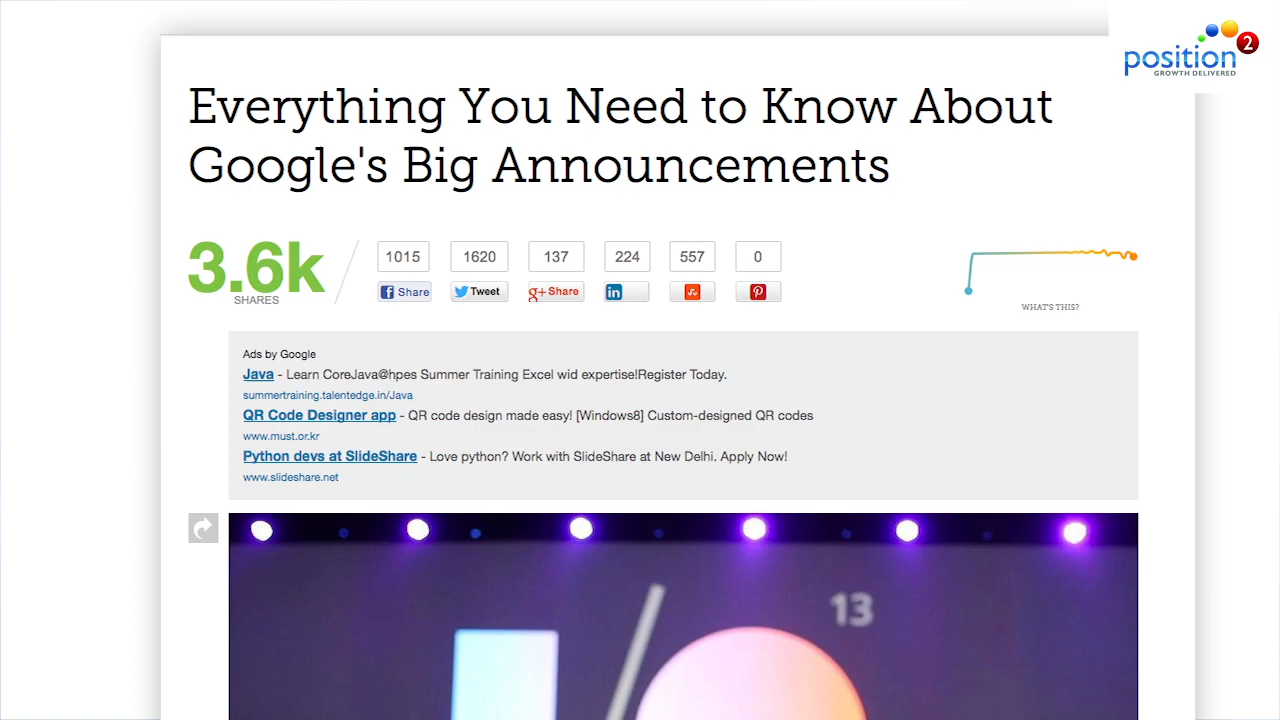 position 2
GROWTH DELIVERED
Everything You Need to Know About
Google's Big Announcements
3.6k
SHARES
1015 1620 137 224 557 0
Share Tweet g+ Share in
WHAT'S THIS?
Ads by Google
Java - Learn CoreJava@hpes Summer Training Excel wid expertise!Register Today.
summertraining.talentedge.in/Java
QR Code Designer app - QR code design made easy! [Windows8] Custom-designed QR codes
www.must.or.kr
Python devs at SlideShare - Love python? Work with SlideShare at New Delhi. Apply Now!
www.slideshare.net
13